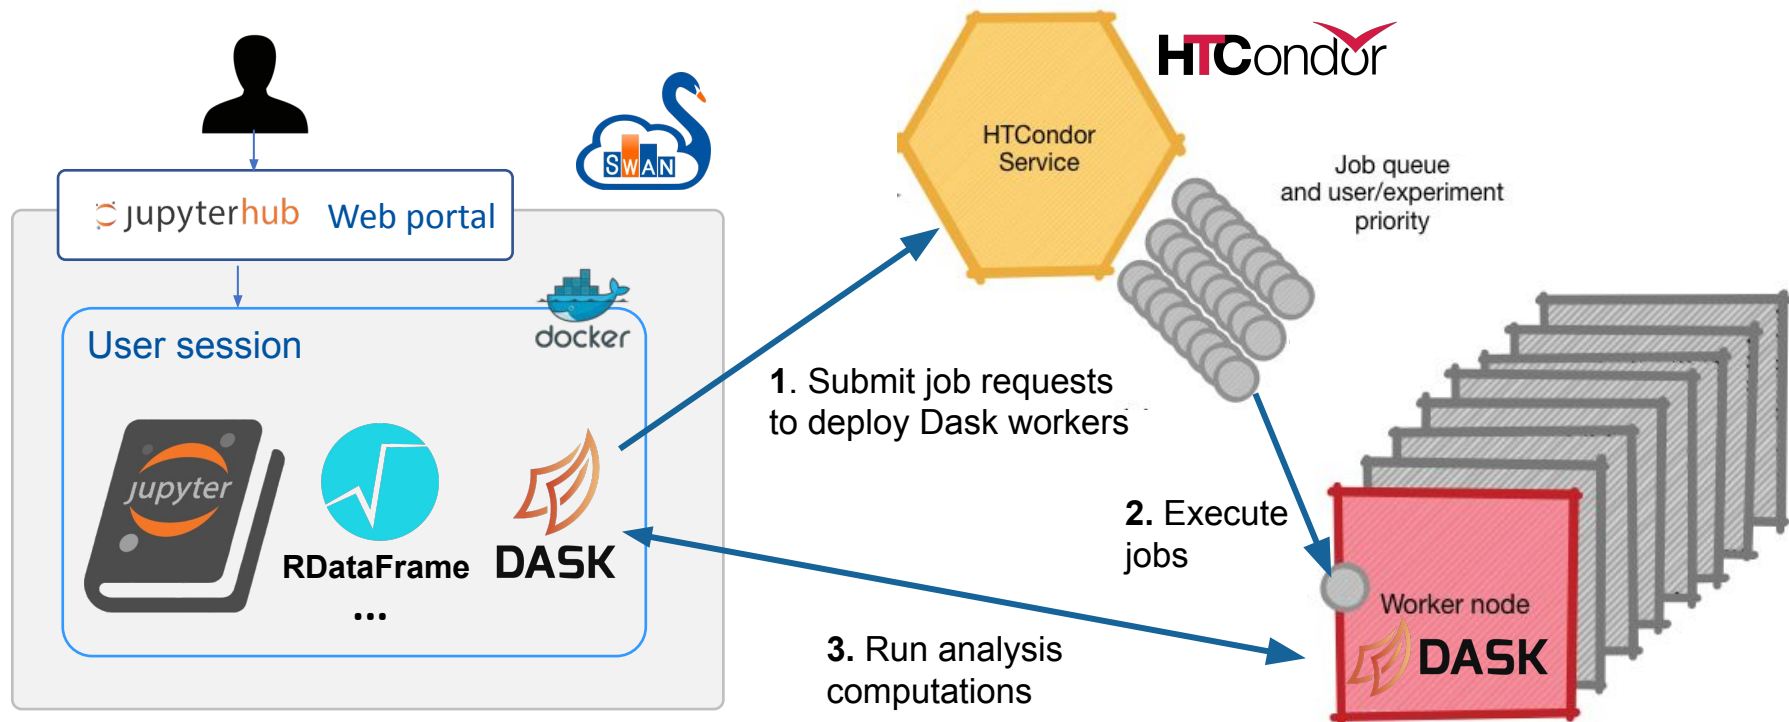 SWAN
HTCondor
HTCondor
Service
Job queue
and user/experiment
priority
jupyterhub Web portal
docker
User session
1. Submit job requests
to deploy Dask workers
jupyter
RDataFrame
...
DASK
2. Execute
jobs
Worker node
DASK
3. Run analysis
computations